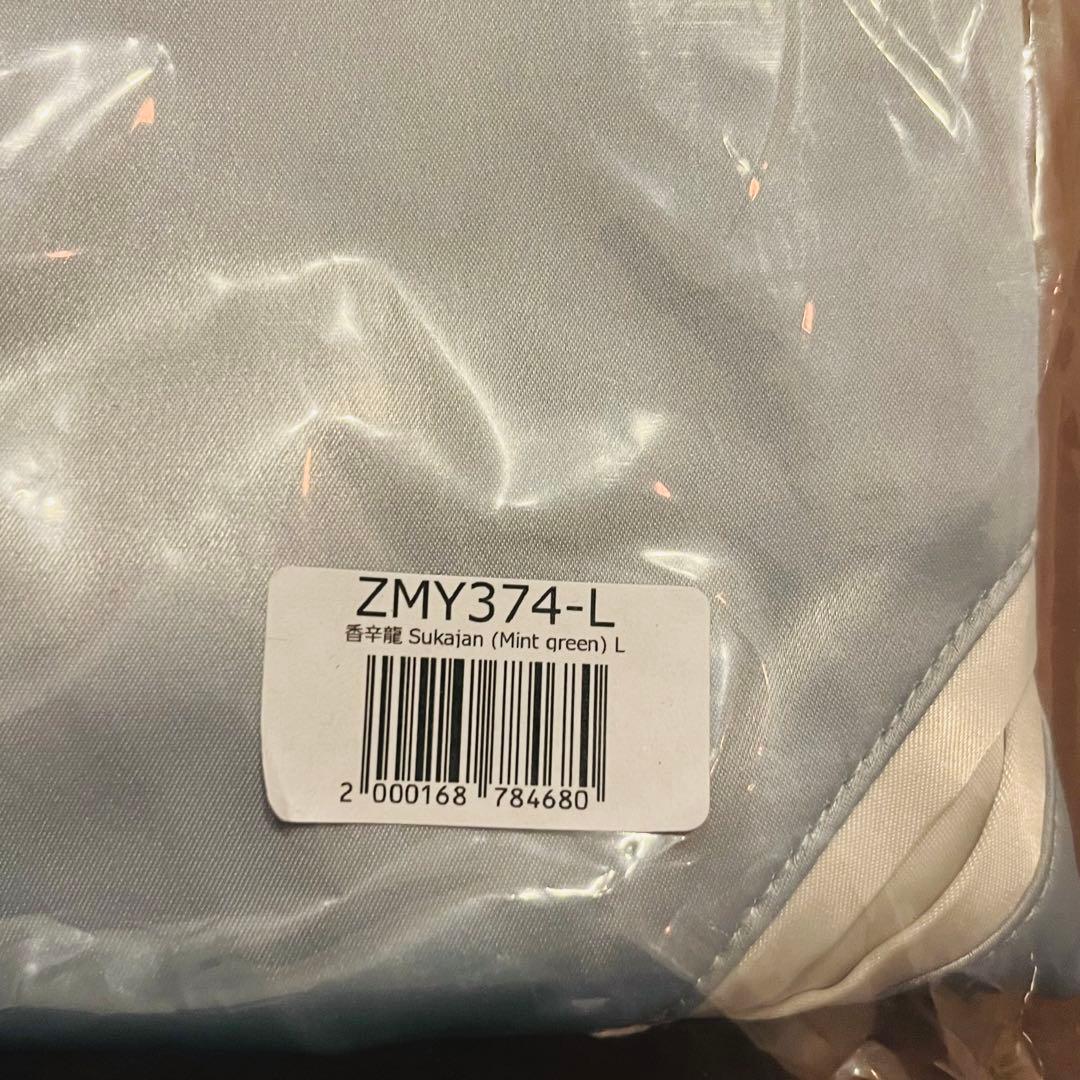 ZMY374-L
香辛龍 Sukajan (Mint green) L
2 000168 784680